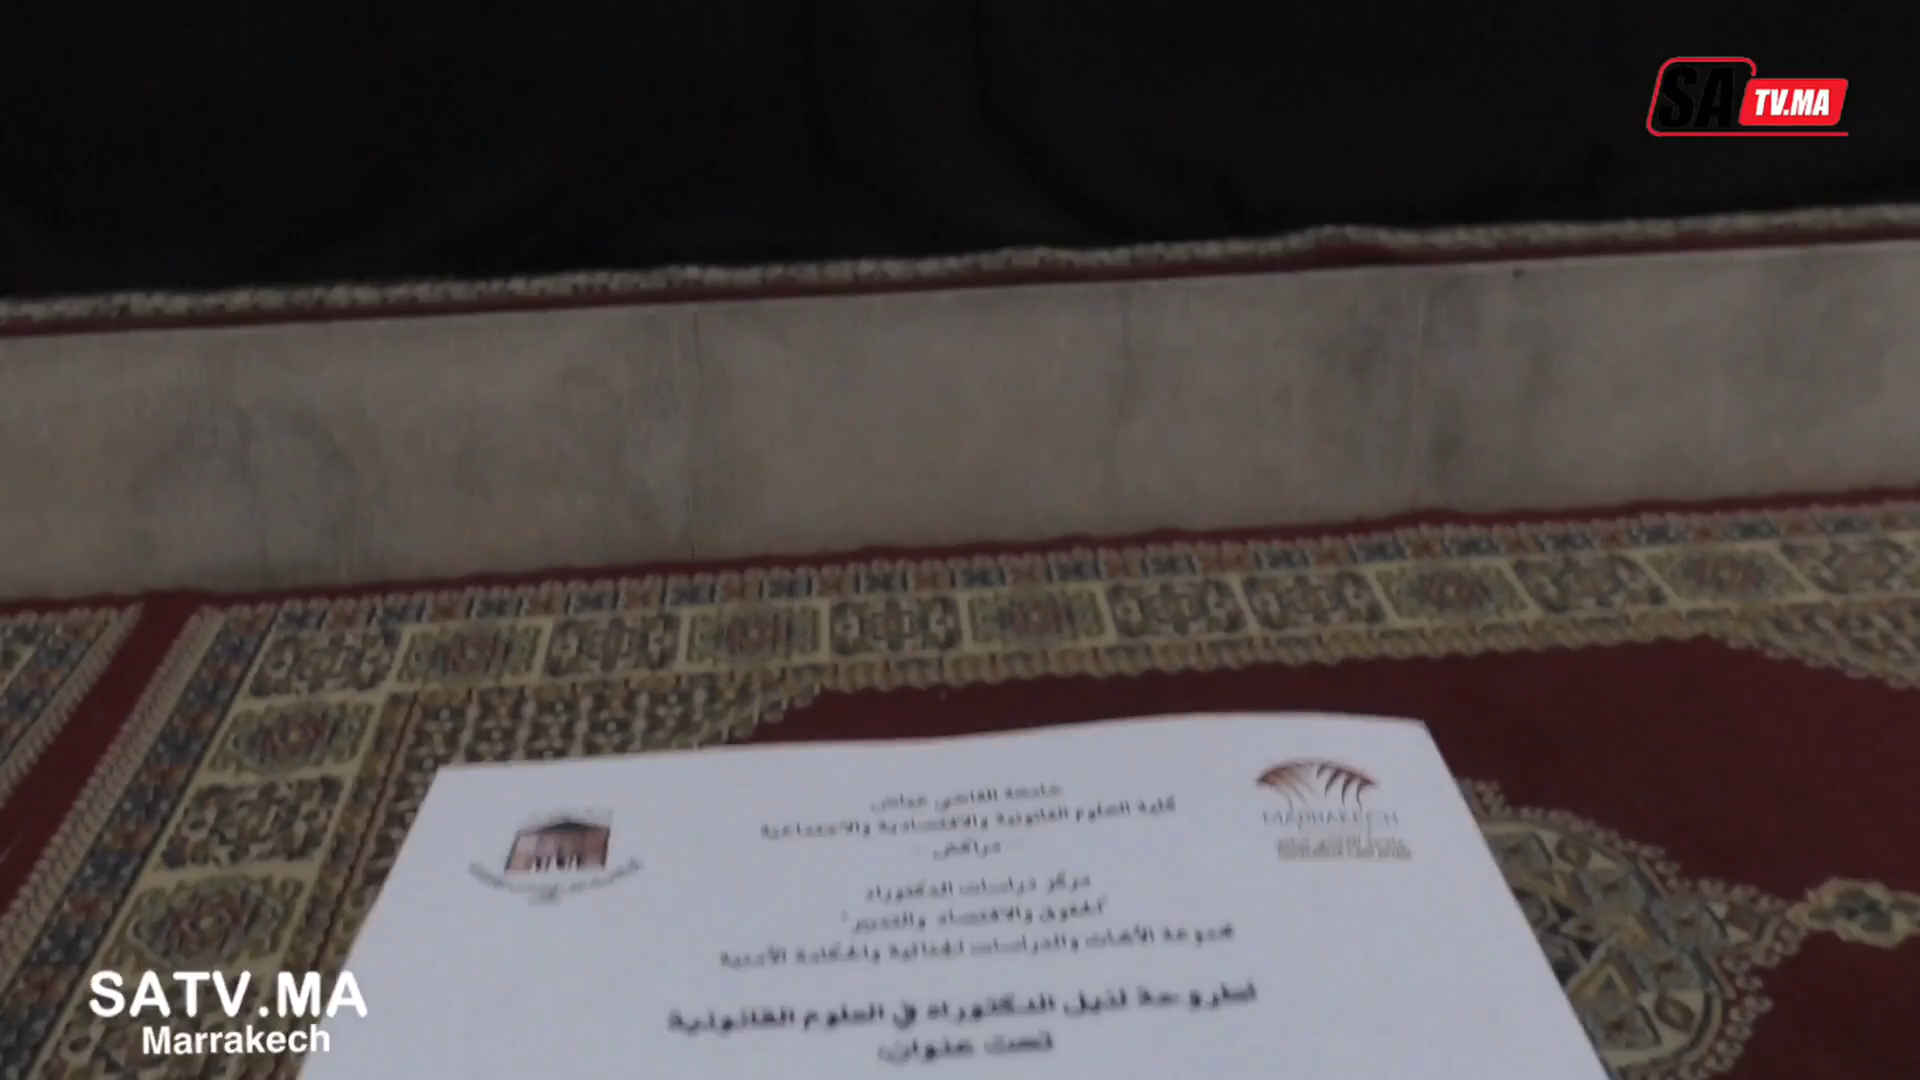 SA TV.MA
جامعة القاضي عياض
كلية العلوم القانونية والاقتصادية والاجتماعية
- مراكش -
MARRAKECH
مركز دراسات الدكتوراه
"الحقوق والاقتصاد والتدبير"
مجموعة الأبحاث والدراسات الجنائية والحكامة الأمنية
أطروحة لنيل الدكتوراه في العلوم القانونية
تحت عنوان:
SATV.MA
Marrakech